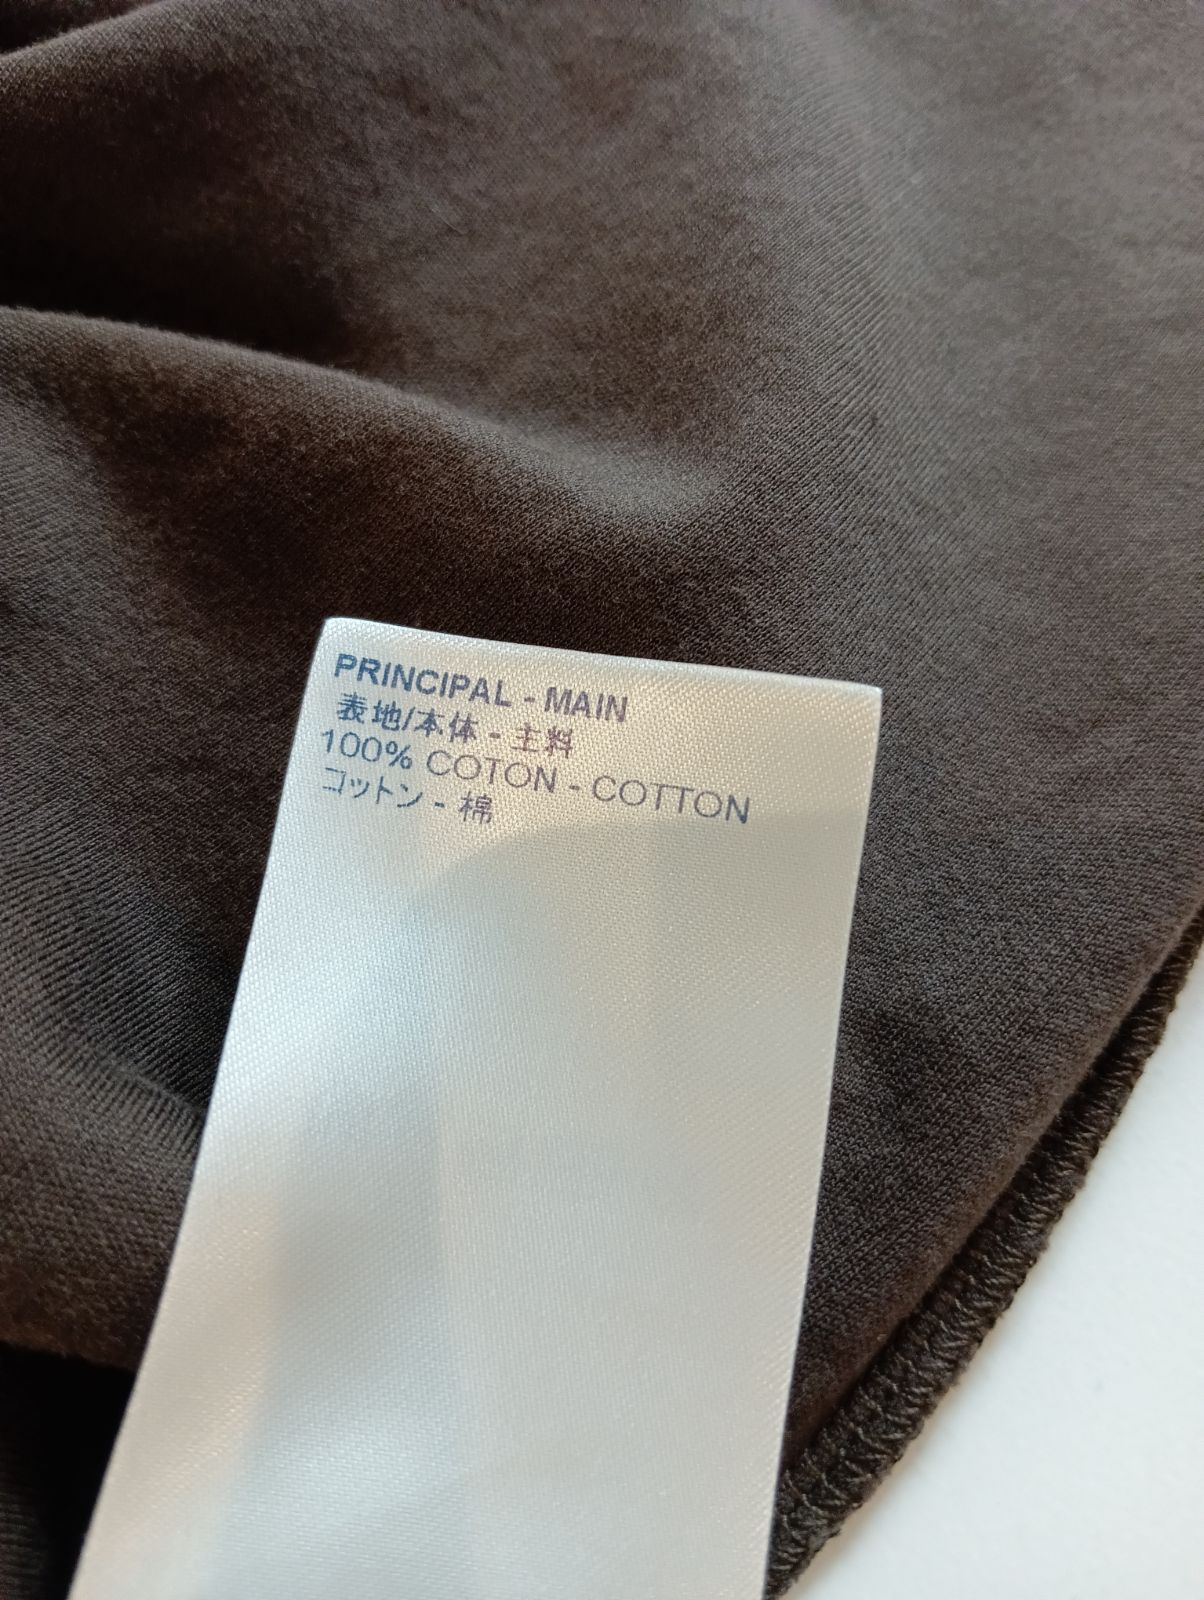 PRINCIPAL - MAIN
表地/本体 - 主料
100% COTON - COTTON
コットン - 棉